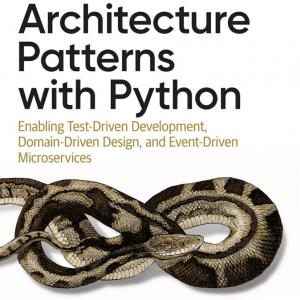 Architecture
Patterns
with Python
Enabling Test-Driven Development,
Domain-Driven Design, and Event-Driven
Microservices